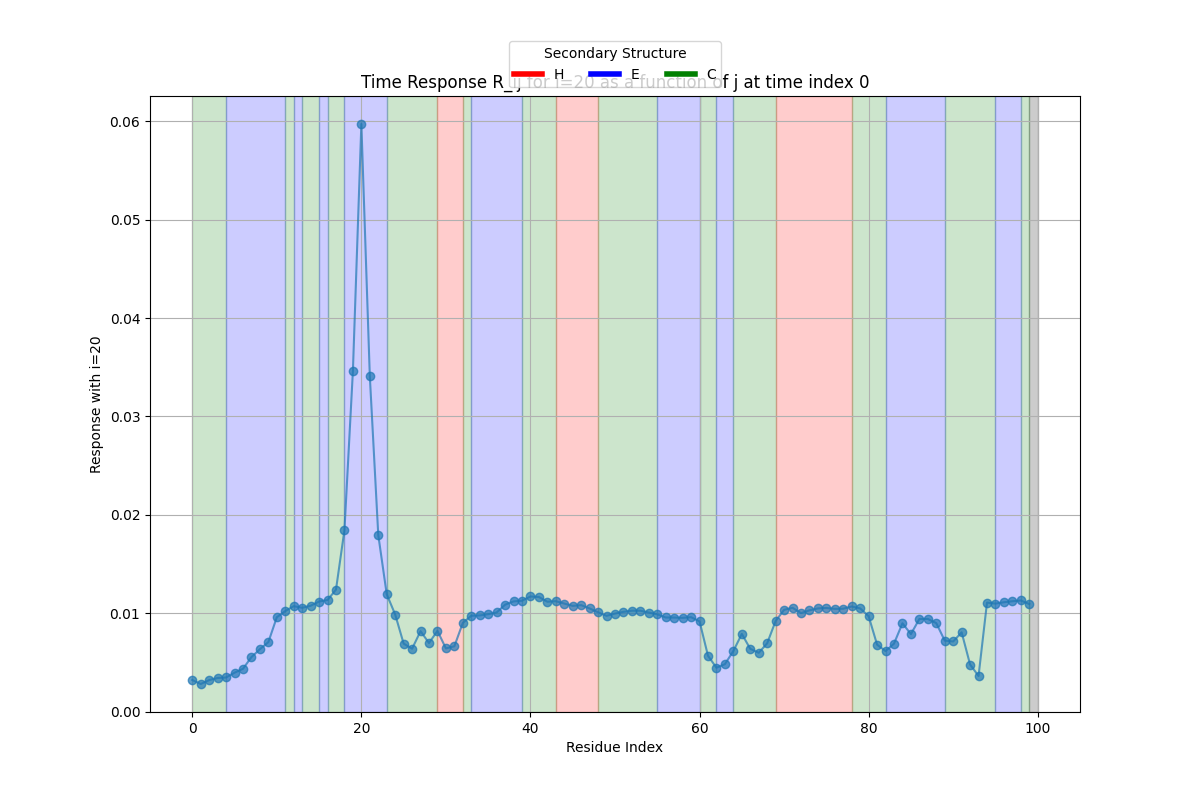 Secondary Structure
H E C
Time Response R_ij for i=20 as a function of j at time index 0
0.06
0.05
0.04
0.03
0.02
0.01
0.00
Response with i=20
0 20 40 60 80 100
Residue Index